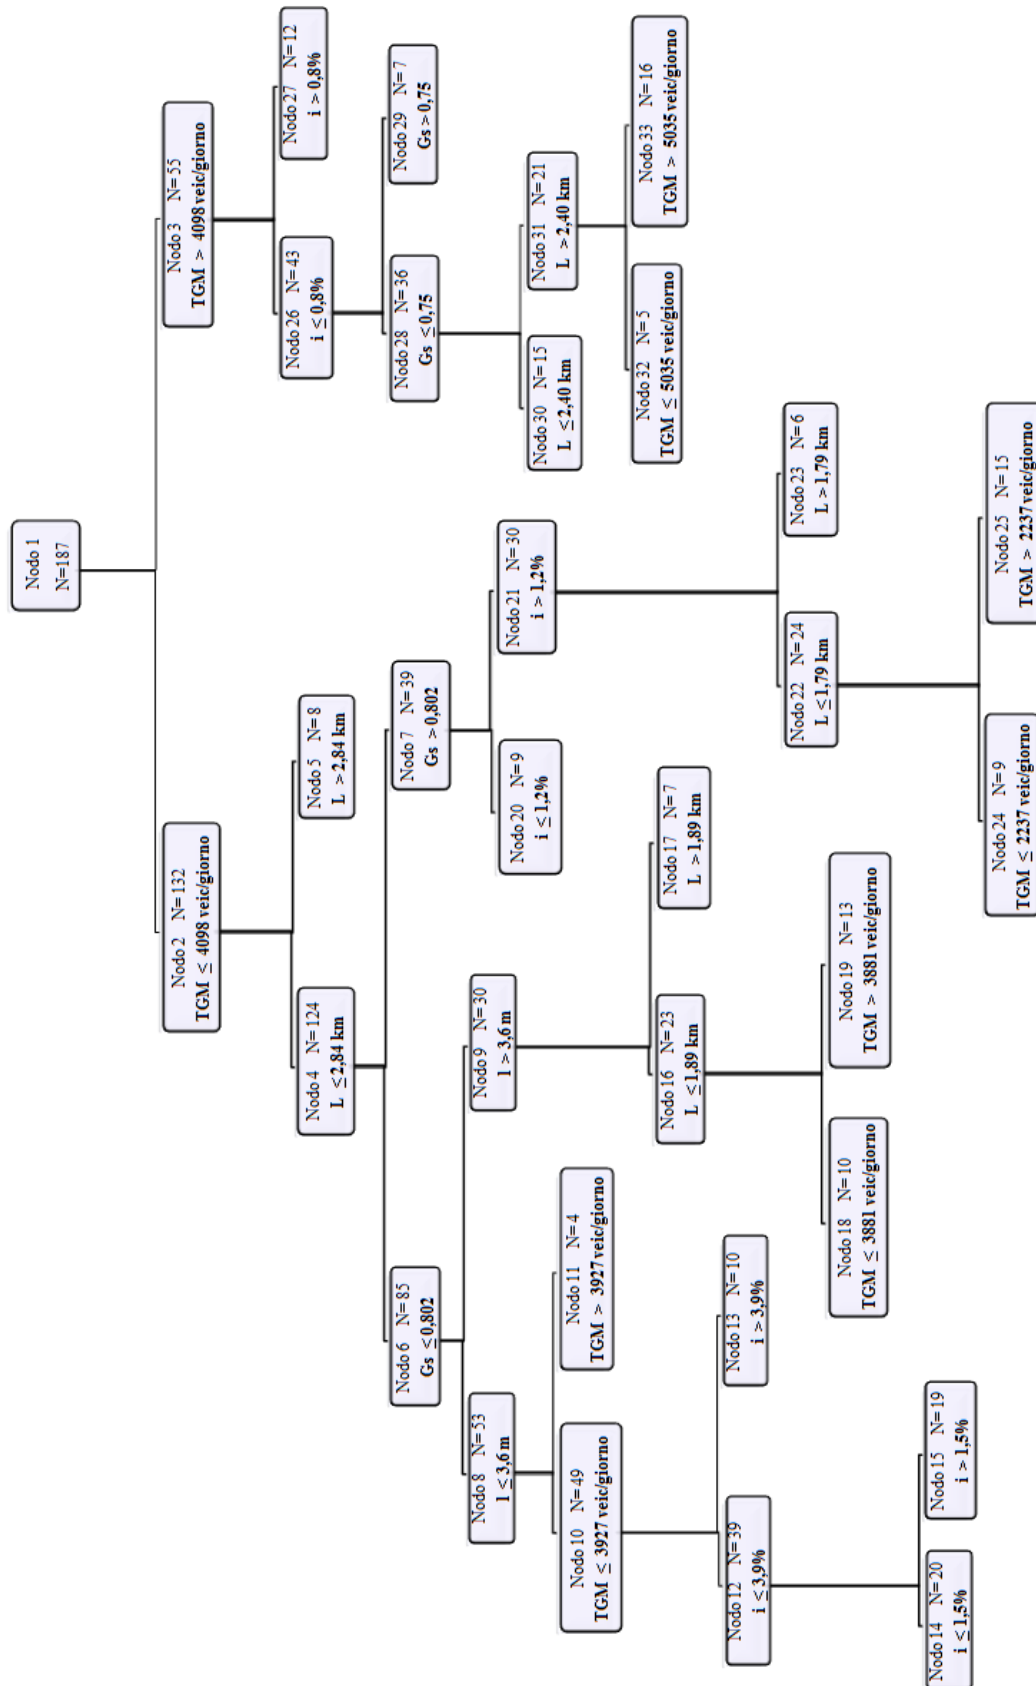 Nodo 1
N=187
Nodo 2 N=132
TGM ≤ 4098 veic/giorno
Nodo 3 N=55
TGM > 4098 veic/giorno
Nodo 4 N=124
L ≤2,84 km
Nodo 5 N=8
L >2,84 km
Nodo 26 N=43
i ≤0,8%
Nodo 27 N=12
i >0,8%
Nodo 6 N=85
Gs ≤0,802
Nodo 7 N=39
Gs >0,802
Nodo 28 N=36
Gs ≤0,75
Nodo 29 N=7
Gs >0,75
Nodo 8 N=53
l ≤3,6 m
Nodo 9 N=30
l >3,6 m
Nodo 20 N=9
i ≤1,2%
Nodo 21 N=30
i >1,2%
Nodo 30 N=15
L ≤2,40 km
Nodo 31 N=21
L >2,40 km
Nodo 10 N=49
TGM ≤ 3927 veic/giorno
Nodo 11 N=4
TGM > 3927 veic/giorno
Nodo 16 N=23
L ≤1,89 km
Nodo 17 N=7
L >1,89 km
Nodo 32 N=5
TGM ≤ 5035 veic/giorno
Nodo 33 N=16
TGM > 5035 veic/giorno
Nodo 12 N=39
i ≤3,9%
Nodo 13 N=10
i >3,9%
Nodo 22 N=24
L ≤1,79 km
Nodo 23 N=6
L >1,79 km
Nodo 18 N=10
TGM ≤ 3881 veic/giorno
Nodo 19 N=13
TGM > 3881 veic/giorno
Nodo 14 N=20
i ≤1,5%
Nodo 15 N=19
i >1,5%
Nodo 24 N=9
TGM ≤ 2237 veic/giorno
Nodo 25 N=15
TGM > 2237 veic/giorno